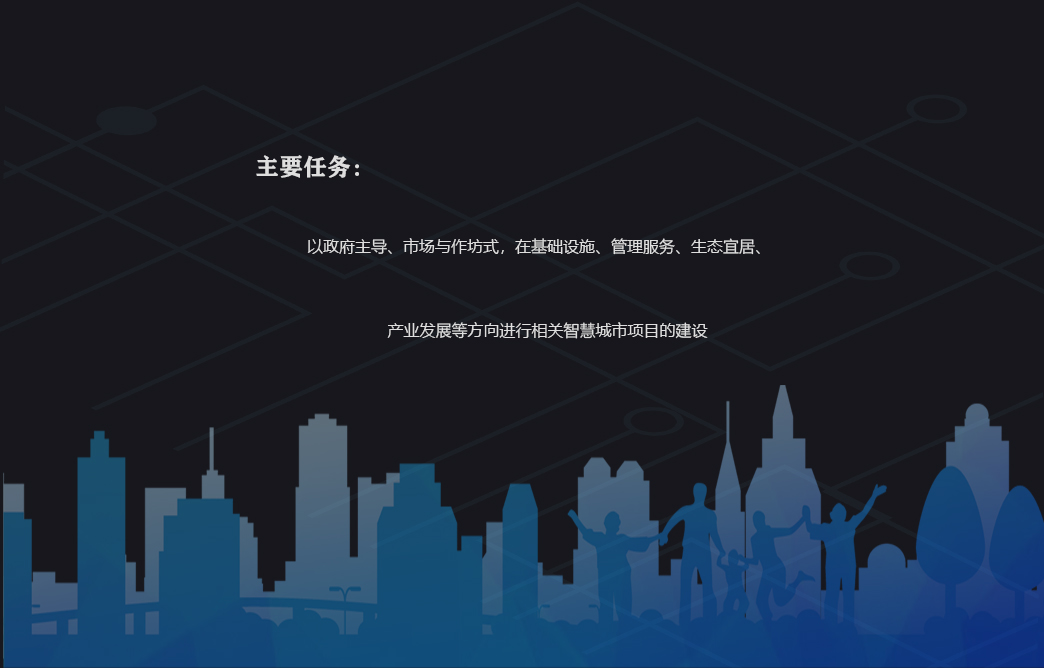 主要任务：
以政府主导、市场与作坊式，在基础设施、管理服务、生态宜居、
产业发展等方向进行相关智慧城市项目的建设